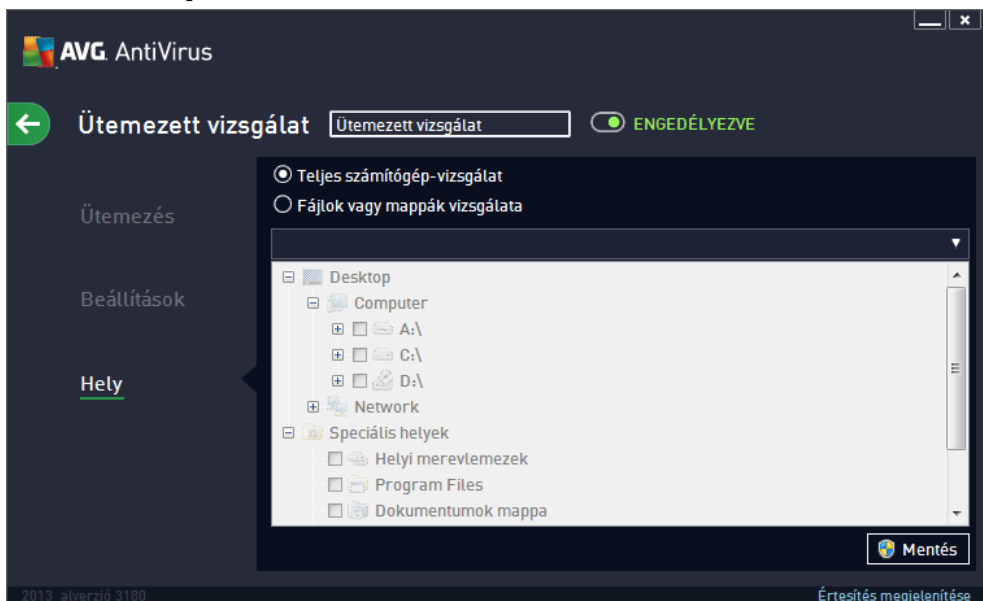 AVG. AntiVirus
Ütemezett vizsgálat
Ütemezett vizsgálat
ENGEDÉLYEZVE
Ütemezés
Beállítások
Hely
Teljes számítógép-vizsgálat
Fájlok vagy mappák vizsgálata
Desktop
Computer
A:\
C:\
D:\
Network
Speciális helyek
Helyi merevlemezek
Program Files
Dokumentumok mappa
Mentés
2013 alverzió 3180
Értesítés megjelenítése